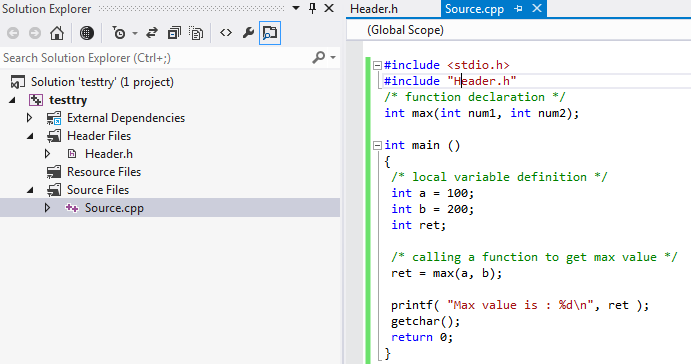 Solution Explorer
Search Solution Explorer (Ctrl+;)
Solution 'testtry' (1 project)
testtry
External Dependencies
Header Files
Header.h
Resource Files
Source Files
Source.cpp
Header.h
Source.cpp
(Global Scope)
#include <stdio.h>
#include "Header.h"
/* function declaration */
int max(int num1, int num2);
int main ()
{
/* local variable definition */
int a = 100;
int b = 200;
int ret;
/* calling a function to get max value */
ret = max(a, b);
printf( "Max value is : %d\n", ret );
getchar();
return 0;
}